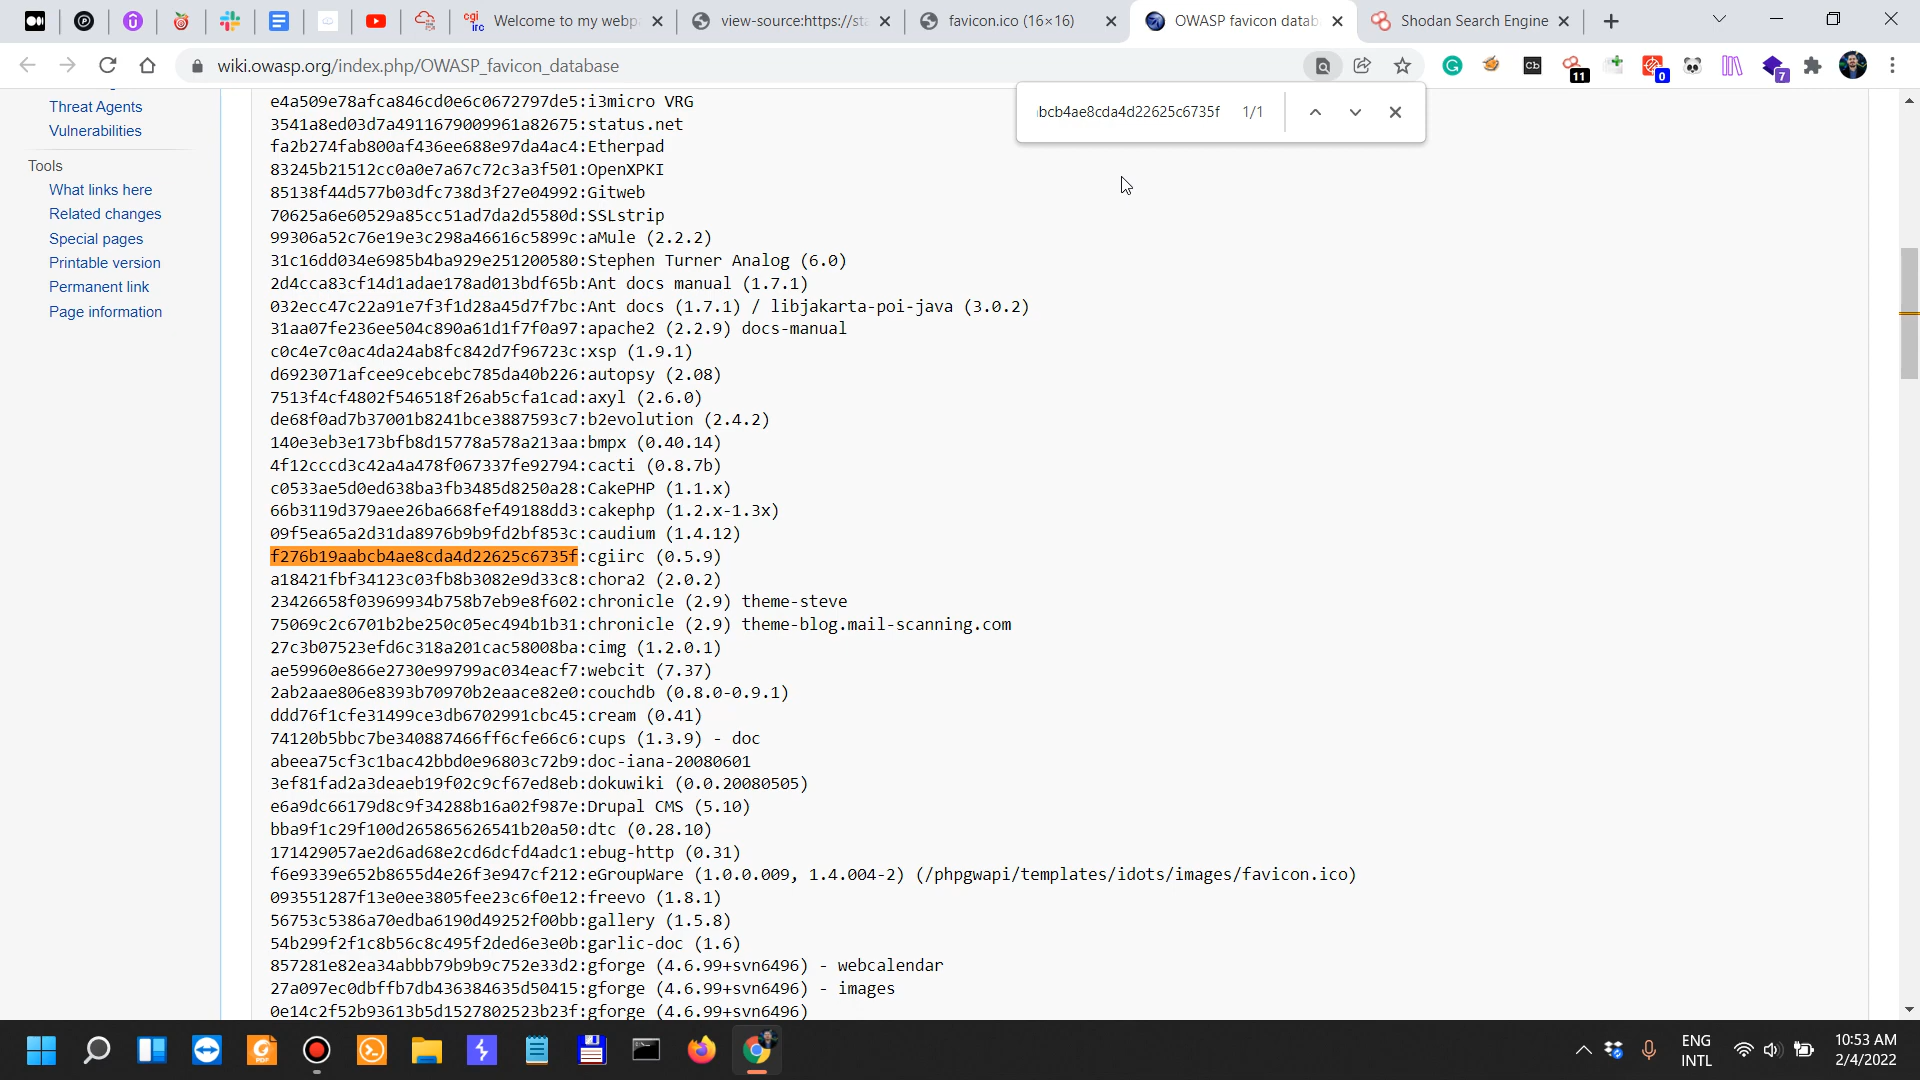 cgi
irc
Welcome to my webp
view-source:https://sta
favicon.ico (16×16)
OWASP favicon datab
Shodan Search Engine
wiki.owasp.org/index.php/OWASP_favicon_database
Cb
11
0
7
bcb4ae8cda4d22625c6735f
1/1
Threat Agents
Vulnerabilities
Tools
What links here
Related changes
Special pages
Printable version
Permanent link
Page information
e4a509e78afca846cd0e6c0672797de5:i3micro VRG
3541a8ed03d7a4911679009961a82675:status.net
fa2b274fab800af436ee688e97da4ac4:Etherpad
83245b21512cc0a0e7a67c72c3a3f501:OpenXPKI
85138f44d577b03dfc738d3f27e04992:Gitweb
70625a6e60529a85cc51ad7da2d5580d:SSLstrip
99306a52c76e19e3c298a46616c5899c:aMule (2.2.2)
31c16dd034e6985b4ba929e251200580:Stephen Turner Analog (6.0)
2d4cca83cf14d1adae178ad013bdf65b:Ant docs manual (1.7.1)
032ecc47c22a91e7f3f1d28a45d7f7bc:Ant docs (1.7.1) / libjakarta-poi-java (3.0.2)
31aa07fe236ee504c890a61d1f7f0a97:apache2 (2.2.9) docs-manual
c0c4e7c0ac4da24ab8fc842d7f96723c:xsp (1.9.1)
d6923071afcee9cebcebc785da40b226:autopsy (2.08)
7513f4cf4802f546518f26ab5cfa1cad:axyl (2.6.0)
de68f0ad7b37001b8241bce3887593c7:b2evolution (2.4.2)
140e3eb3e173bfb8d15778a578a213aa:bmpx (0.40.14)
4f12cccd3c42a4a478f067337fe92794:cacti (0.8.7b)
c0533ae5d0ed638ba3fb3485d8250a28:CakePHP (1.1.x)
66b3119d379aee26ba668fef49188dd3:cakephp (1.2.x-1.3x)
09f5ea65a2d31da8976b9b9fd2bf853c:caudium (1.4.12)
f276b19aabcb4ae8cda4d22625c6735f:cgiirc (0.5.9)
a18421fbf34123c03fb8b3082e9d33c8:chora2 (2.0.2)
23426658f03969934b758b7eb9e8f602:chronicle (2.9) theme-steve
75069c2c6701b2be250c05ec494b1b31:chronicle (2.9) theme-blog.mail-scanning.com
27c3b07523efd6c318a201cac58008ba:cimg (1.2.0.1)
ae59960e866e2730e99799ac034eacf7:webcit (7.37)
2ab2aae806e8393b70970b2eaace82e0:couchdb (0.8.0-0.9.1)
ddd76f1cfe31499ce3db6702991cbc45:cream (0.41)
74120b5bbc7be340887466ff6cfe66c6:cups (1.3.9) - doc
abeea75cf3c1bac42bbd0e96803c72b9:doc-iana-20080601
3ef81fad2a3deaeb19f02c9cf67ed8eb:dokuwiki (0.0.20080505)
e6a9dc66179d8c9f34288b16a02f987e:Drupal CMS (5.10)
bba9f1c29f100d265865626541b20a50:dtc (0.28.10)
171429057ae2d6ad68e2cd6dcfd4adc1:ebug-http (0.31)
f6e9339e652b8655d4e26f3e947cf212:eGroupWare (1.0.0.009, 1.4.004-2) (/phpgwapi/templates/idots/images/favicon.ico)
093551287f13e0ee3805fee23c6f0e12:freevo (1.8.1)
56753c5386a70edba6190d49252f00bb:gallery (1.5.8)
54b299f2f1c8b56c8c495f2ded6e3e0b:garlic-doc (1.6)
857281e82ea34abbb79b9b9c752e33d2:gforge (4.6.99+svn6496) - webcalendar
27a097ec0dbffb7db436384635d50415:gforge (4.6.99+svn6496) - images
0e14c2f52b93613b5d1527802523b23f:gforge (4.6.99+svn6496)
ENG
INTL
10:53 AM
2/4/2022